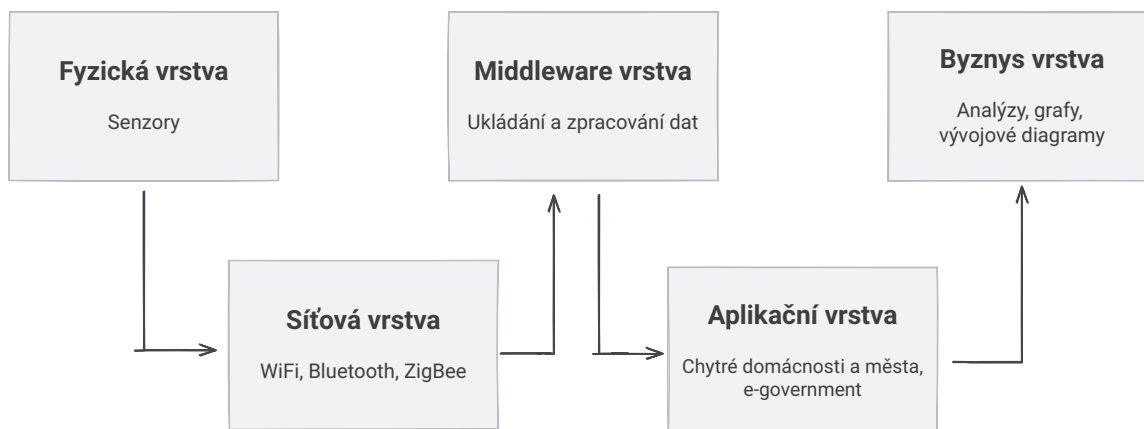 Fyzická vrstva
Senzory
Síťová vrstva
WiFi, Bluetooth, ZigBee
Middleware vrstva
Ukládání a zpracování dat
Aplikační vrstva
Chytré domácnosti a města,
e-government
Byznys vrstva
Analýzy, grafy,
vývojové diagramy